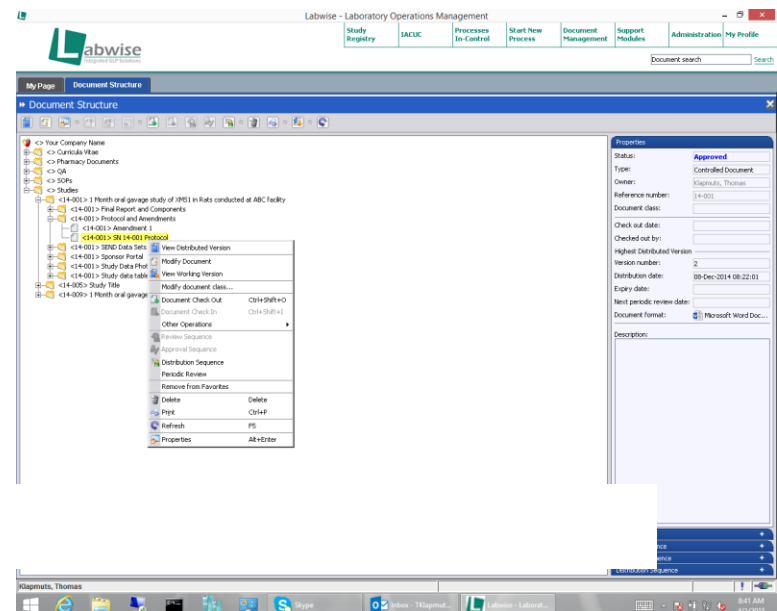 Labwise - Laboratory Operations Management
Labwise
Integrated GLP Solutions
Study Registry
IACUC
Processes In-Control
Start New Process
Document Management
Support Modules
Administration
My Profile
Document search
Search
My Page
Document Structure
Document Structure
<> Your Company Name
<> Curricula Vitae
<> Pharmacy Documents
<> QA
<> SOPs
<> Studies
<14-001> 1 Month oral gavage study of XMS1 in Rats conducted at ABC facility
<14-001> Final Report and Components
<14-001> Protocol and Amendments
<14-001> Amendment 1
<14-001> SN 14-001 Protocol
<14-001> SEND Data Sets
<14-001> Sponsor Portal
<14-001> Study Data Phot
<14-001> Study data table
<14-005> Study Title
<14-009> 1 Month oral gavage
View Distributed Version
Modify Document
View Working Version
Modify document class...
Document Check Out Ctrl+Shift+O
Document Check In Ctrl+Shift+I
Other Operations
Review Sequence
Approval Sequence
Distribution Sequence
Periodic Review
Remove from Favorites
Delete Delete
Print Ctrl+P
Refresh F5
Properties Alt+Enter
Properties
Status: Approved
Type: Controlled Document
Owner: Klapmuts, Thomas
Reference number: 14-001
Document class:
Check out date:
Checked out by:
Highest Distributed Version
Version number: 2
Distribution date: 08-Dec-2014 08:22:01
Expiry date:
Next periodic review date:
Document format: Microsoft Word Doc...
Description:
Distribution Sequence
Klapmuts, Thomas
Skype
Inbox - TKlapmut...
Labwise - Laborat...
8:41 AM